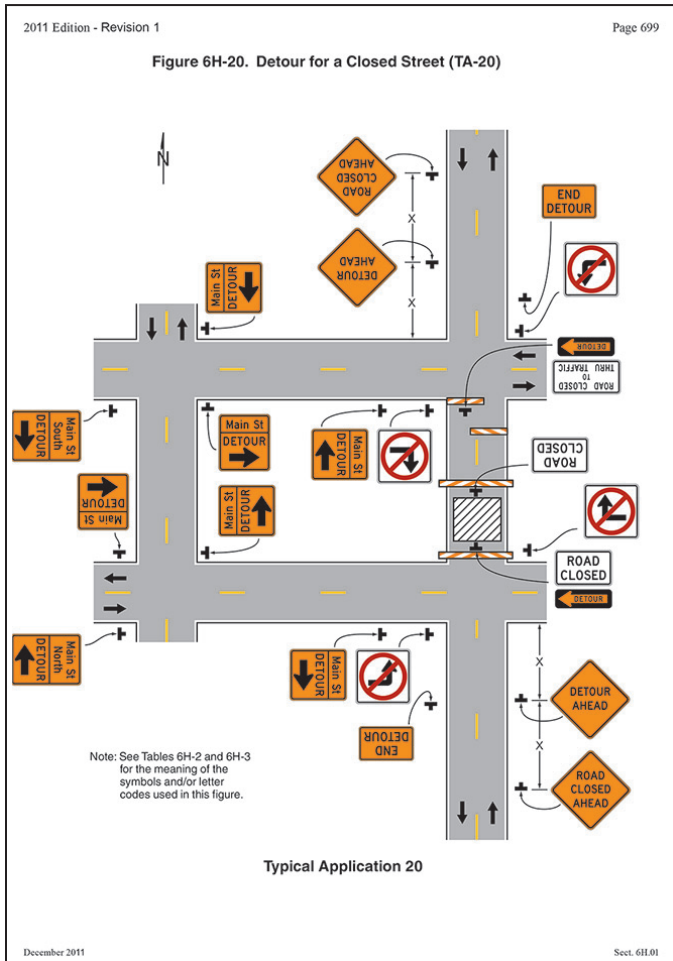 2011 Edition - Revision 1
Page 699
Figure 6H-20. Detour for a Closed Street (TA-20)
N
ROAD
CLOSED
AHEAD
X
END
DETOUR
DETOUR
AHEAD
X
Main St
DETOUR
DETOUR
ROAD CLOSED
TO
THRU TRAFFIC
Main St
South
DETOUR
Main St
DETOUR
Main St
DETOUR
ROAD
CLOSED
Main St
DETOUR
Main St
DETOUR
ROAD
CLOSED
DETOUR
Main St
North
DETOUR
Main St
DETOUR
X
END
DETOUR
DETOUR
AHEAD
X
ROAD
CLOSED
AHEAD
Note: See Tables 6H-2 and 6H-3
for the meaning of the
symbols and/or letter
codes used in this figure.
Typical Application 20
December 2011
Sect. 6H.01